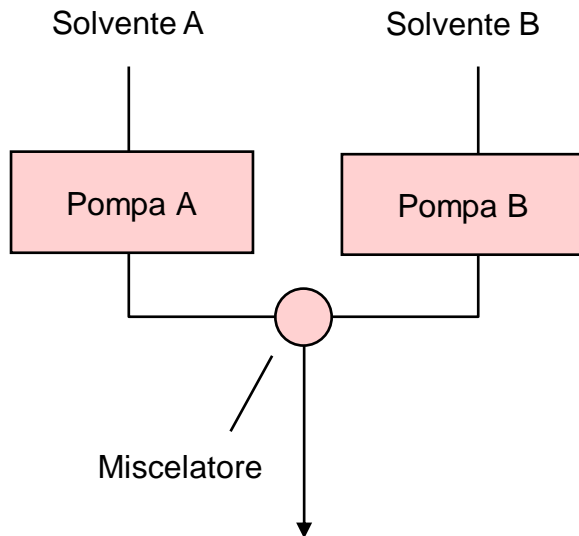 Solvente A
Solvente B
Pompa A
Pompa B
Miscelatore